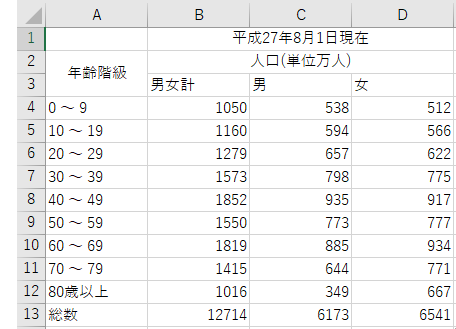 A B C D
1 平成27年8月1日現在
2 年齢階級 人口(単位万人)
3 男女計 男 女
4 0 ～ 9 1050 538 512
5 10 ～ 19 1160 594 566
6 20 ～ 29 1279 657 622
7 30 ～ 39 1573 798 775
8 40 ～ 49 1852 935 917
9 50 ～ 59 1550 773 777
10 60 ～ 69 1819 885 934
11 70 ～ 79 1415 644 771
12 80歳以上 1016 349 667
13 総数 12714 6173 6541